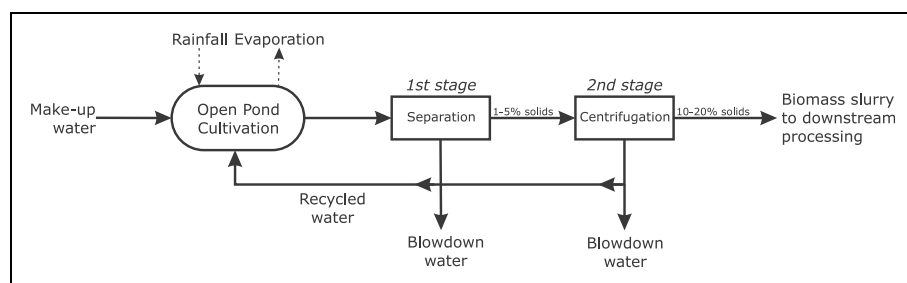 Rainfall Evaporation
1st stage
2nd stage
Make-up
water
Open Pond
Cultivation
Separation
1–5% solids
Centrifugation
10–20% solids
Biomass slurry
to downstream
processing
Recycled
water
Blowdown
water
Blowdown
water